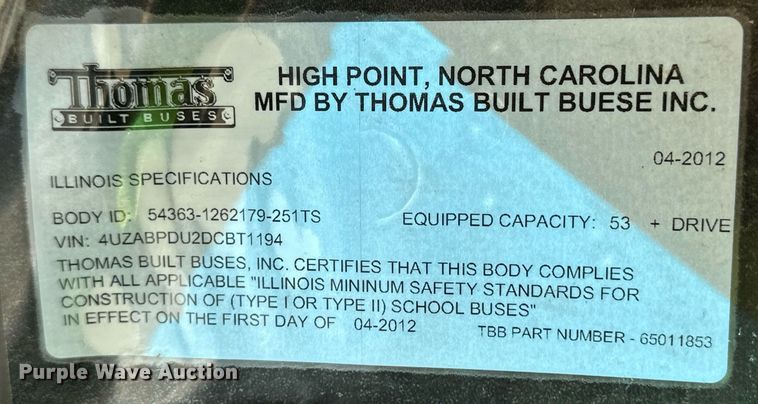 Thomas
BUILT BUSES
HIGH POINT, NORTH CAROLINA
MFD BY THOMAS BUILT BUESE INC.
04-2012
ILLINOIS SPECIFICATIONS
BODY ID: 54363-1262179-251TS EQUIPPED CAPACITY: 53 + DRIVE
VIN: 4UZABPDU2DCBT1194
THOMAS BUILT BUSES, INC. CERTIFIES THAT THIS BODY COMPLIES
WITH ALL APPLICABLE "ILLINOIS MININUM SAFETY STANDARDS FOR
CONSTRUCTION OF (TYPE I OR TYPE II) SCHOOL BUSES"
IN EFFECT ON THE FIRST DAY OF 04-2012 TBB PART NUMBER - 65011853
Purple Wave Auction